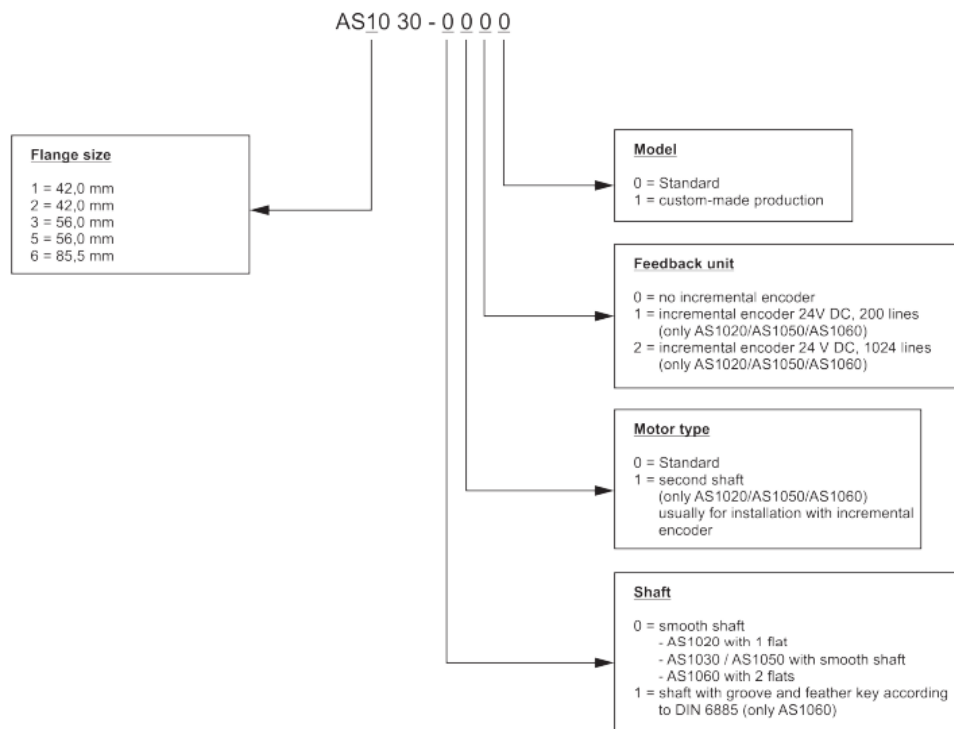 AS10 30 - 0 0 0 0
Flange size
1 = 42,0 mm
2 = 42,0 mm
3 = 56,0 mm
5 = 56,0 mm
6 = 85,5 mm
Model
0 = Standard
1 = custom-made production
Feedback unit
0 = no incremental encoder
1 = incremental encoder 24V DC, 200 lines
(only AS1020/AS1050/AS1060)
2 = incremental encoder 24 V DC, 1024 lines
(only AS1020/AS1050/AS1060)
Motor type
0 = Standard
1 = second shaft
(only AS1020/AS1050/AS1060)
usually for installation with incremental
encoder
Shaft
0 = smooth shaft
- AS1020 with 1 flat
- AS1030 / AS1050 with smooth shaft
- AS1060 with 2 flats
1 = shaft with groove and feather key according
to DIN 6885 (only AS1060)